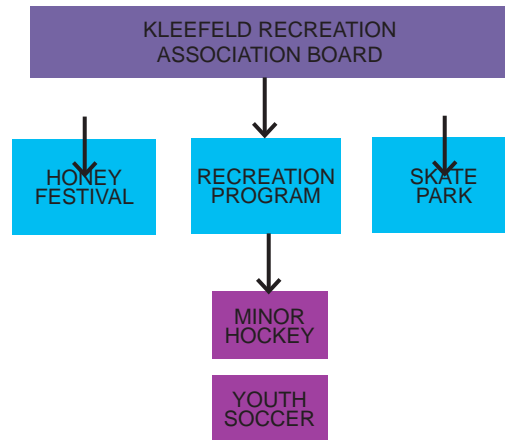 KLEEFELD RECREATION
ASSOCIATION BOARD
HONEY
FESTIVAL
RECREATION
PROGRAM
SKATE
PARK
MINOR
HOCKEY
YOUTH
SOCCER